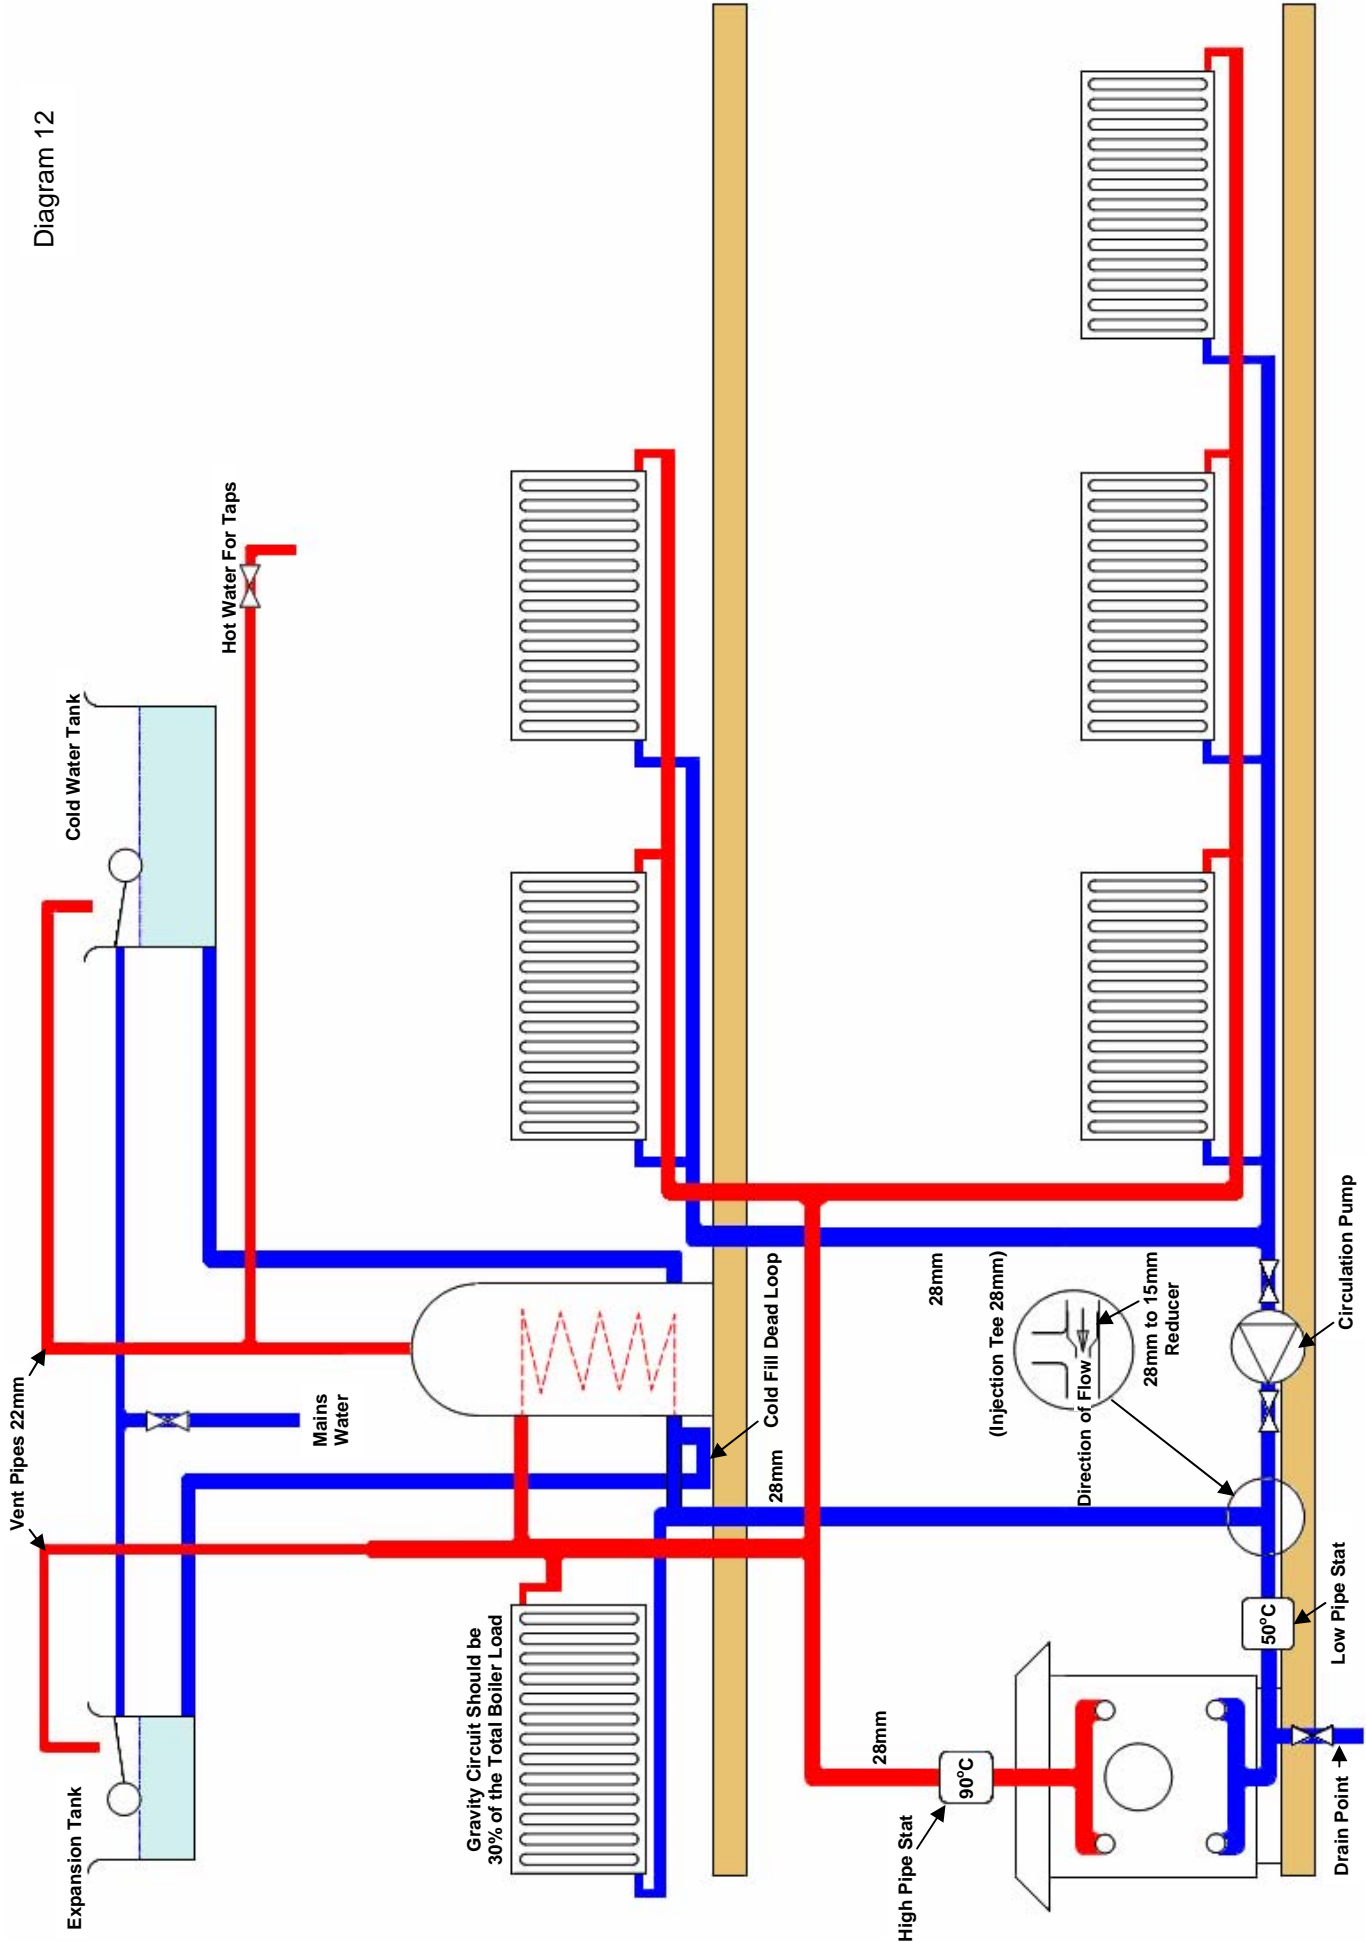 Diagram 12
Vent Pipes 22mm
Expansion Tank
Cold Water Tank
Hot Water For Taps
Mains
Water
Gravity Circuit Should be
30% of the Total Boiler Load
Cold Fill Dead Loop
28mm
28mm
28mm
High Pipe Stat
90°C
(Injection Tee 28mm)
Direction of Flow
28mm to 15mm
Reducer
50°C
Low Pipe Stat
Drain Point
Circulation Pump